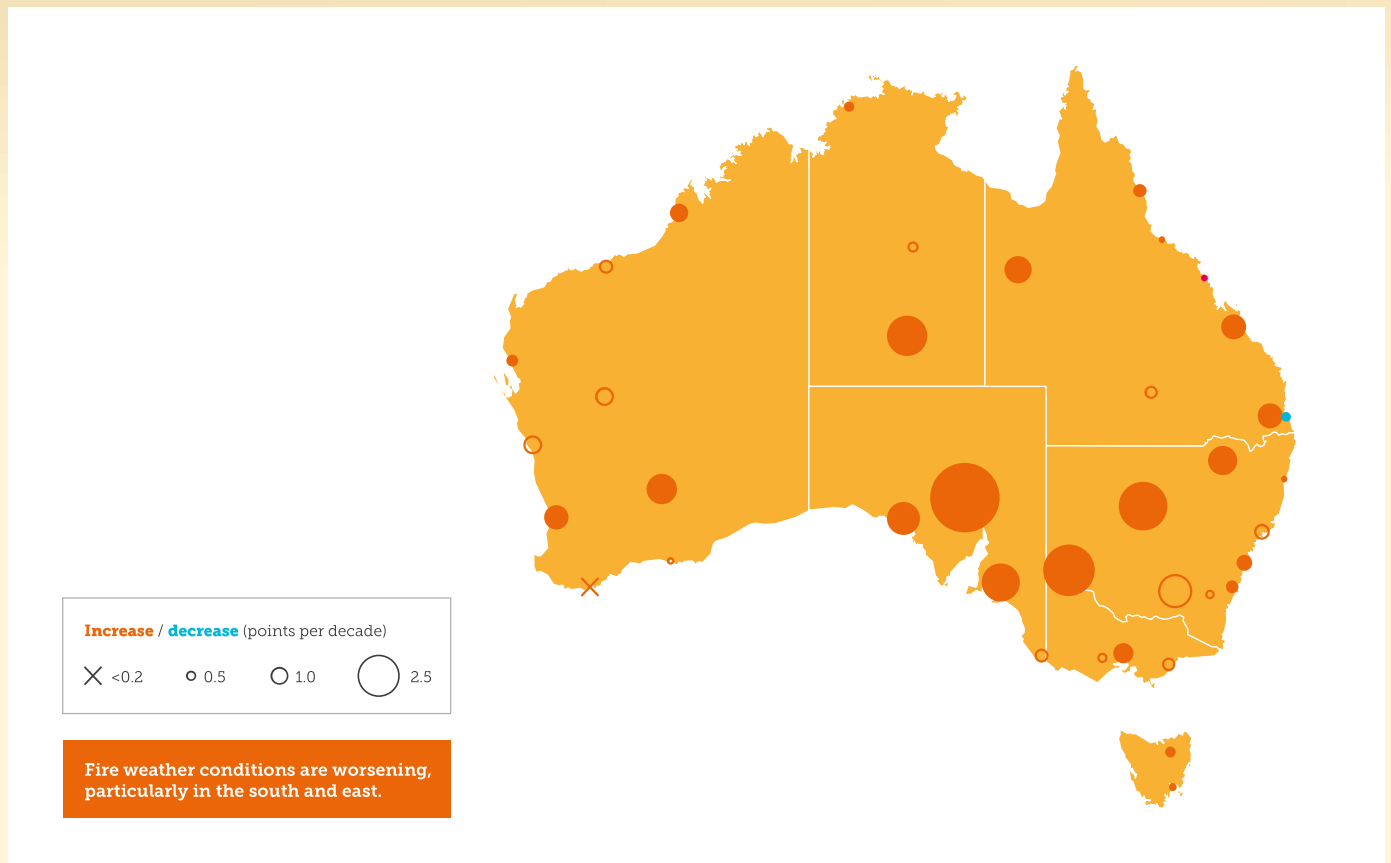 Increase / decrease (points per decade)
<0.2 0.5 1.0 2.5
Fire weather conditions are worsening,
particularly in the south and east.